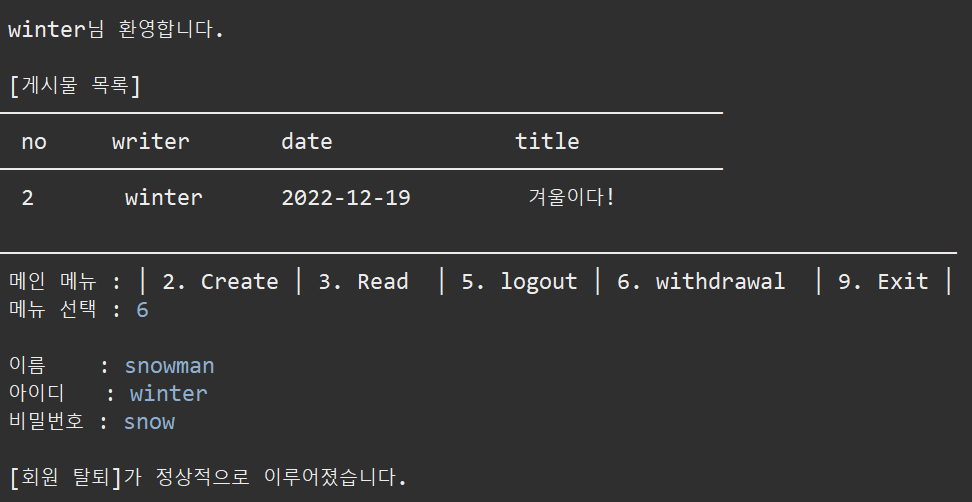 winter님 환영합니다.
[게시물 목록]
no writer date title
2 winter 2022-12-19 겨울이다!
메인 메뉴 : | 2. Create | 3. Read | 5. logout | 6. withdrawal | 9. Exit |
메뉴 선택 : 6
이름 : snowman
아이디 : winter
비밀번호 : snow
[회원 탈퇴]가 정상적으로 이루어졌습니다.